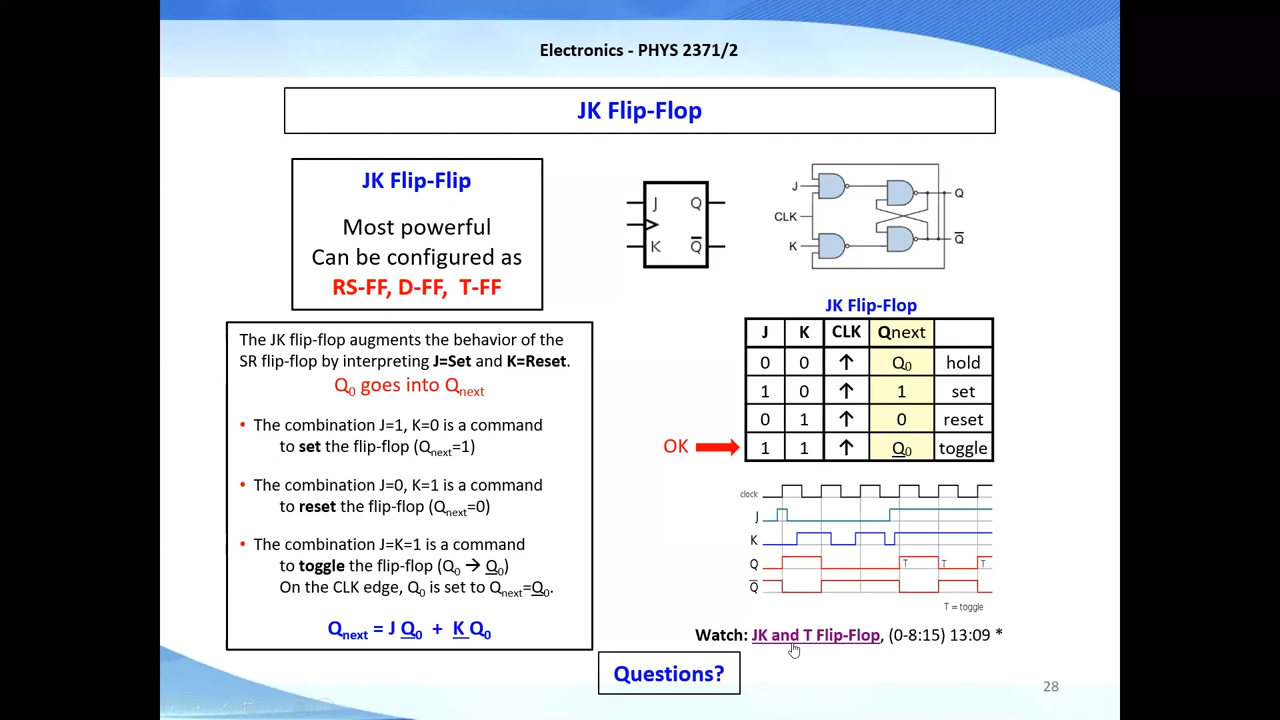 Electronics - PHYS 2371/2
JK Flip-Flop
JK Flip-Flip
Most powerful
Can be configured as
RS-FF, D-FF, T-FF
J Q
K Q
J
CLK
K
Q
Q
The JK flip-flop augments the behavior of the
SR flip-flop by interpreting J=Set and K=Reset.
Q0 goes into Qnext
• The combination J=1, K=0 is a command
to set the flip-flop (Qnext=1)
• The combination J=0, K=1 is a command
to reset the flip-flop (Qnext=0)
• The combination J=K=1 is a command
to toggle the flip-flop (Q0 → Q0)
On the CLK edge, Q0 is set to Qnext=Q0.
Qnext = J Q0 + K Q0
JK Flip-Flop
J K CLK Qnext
0 0 ↑ Q0 hold
1 0 ↑ 1 set
0 1 ↑ 0 reset
OK 1 1 ↑ Q0 toggle
clock
J
K
Q T T T
Q
T = toggle
Watch: JK and T Flip-Flop, (0-8:15) 13:09 *
Questions?
28